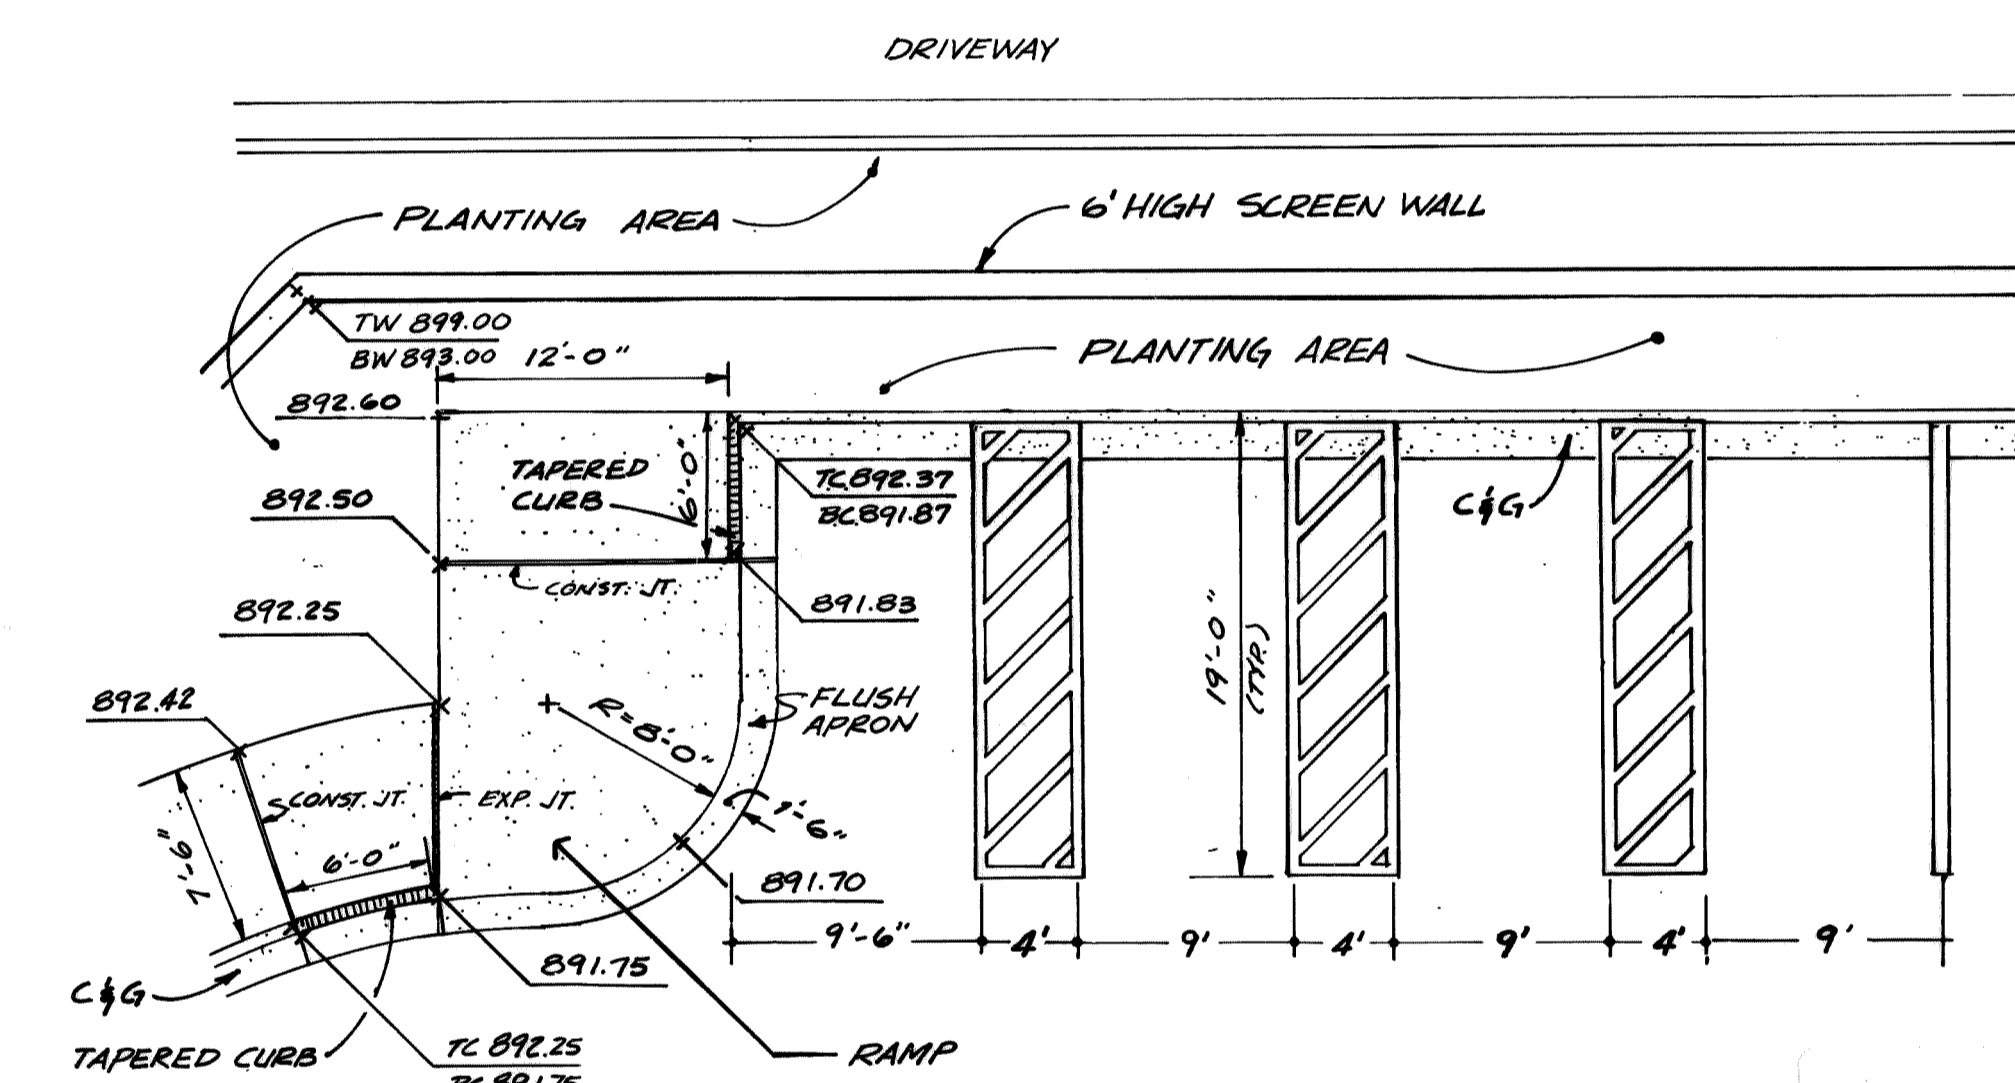 DRIVEWAY
PLANTING AREA
6' HIGH SCREEN WALL
TW 899.00
BW 893.00
12'-0"
PLANTING AREA
892.60
TAPERED
CURB
6'-0"
TC 892.37
BC 891.87
C&G
892.50
CONST. JT.
891.83
892.25
19'-0"
(TYP.)
892.42
R=8'-0"
FLUSH
APRON
CONST. JT.
EXP. JT.
1'-6"
7'-6"
6'-0"
891.70
9'-6"
4'
9'
4'
9'
4'
9'
891.75
C&G
TAPERED CURB
TC 892.25
BC 891.75
RAMP